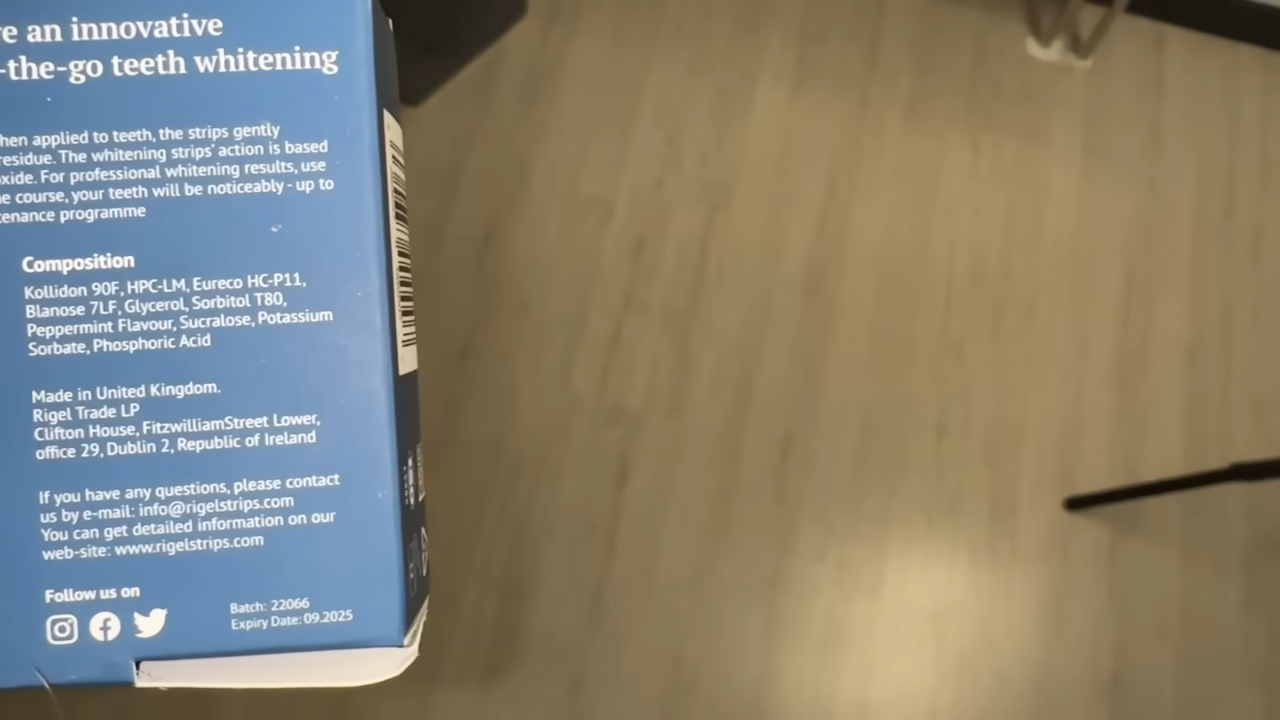 an innovative
-the-go teeth whitening
applied to teeth, the strips gently
residue. The whitening strips' action is based
For professional whitening results, use
course, your teeth will be noticeably - up to
programme
Composition
Kollidon 90F, HPC-LM, Eureco HC-P11,
Blanose 7LF, Glycerol, Sorbitol T80,
Peppermint Flavour, Sucralose, Potassium
Sorbate, Phosphoric Acid
Made in United Kingdom.
Rigel Trade LP
Clifton House, FitzwilliamStreet Lower,
office 29, Dublin 2, Republic of Ireland
If you have any questions, please contact
us by e-mail: info@rigelstrips.com
You can get detailed information on our
web-site: www.rigelstrips.com
Follow us on
Batch: 22066
Expiry Date: 09.2025